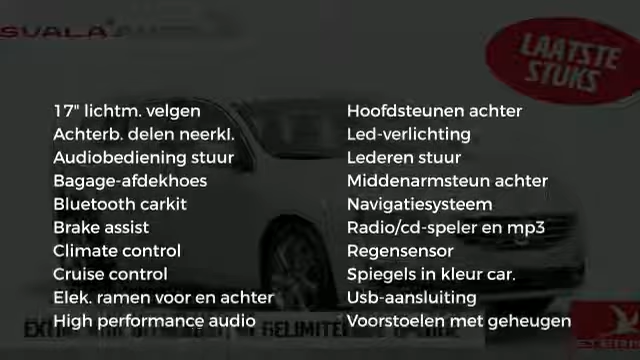 SVALA AUTO
LAATSTE
STUKS
17" lichtm. velgen
Achterb. delen neerkl.
Audiobediening stuur
Bagage-afdekhoes
Bluetooth carkit
Brake assist
Climate control
Cruise control
Elek. ramen voor en achter
High performance audio
Hoofdsteunen achter
Led-verlichting
Lederen stuur
Middenarmsteun achter
Navigatiesysteem
Radio/cd-speler en mp3
Regensensor
Spiegels in kleur car.
Usb-aansluiting
Voorstoelen met geheugen